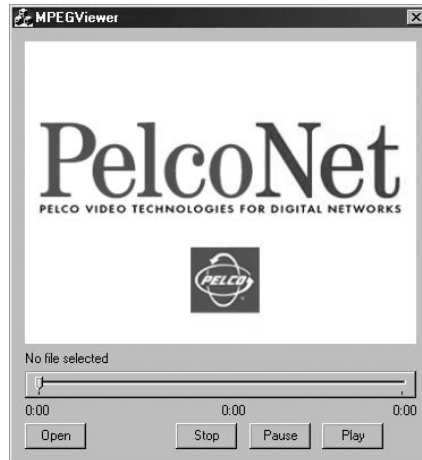 MPEGViewer
PelcoNet
PELCO VIDEO TECHNOLOGIES FOR DIGITAL NETWORKS
PELCO
No file selected
0:00 0:00 0:00
Open Stop Pause Play